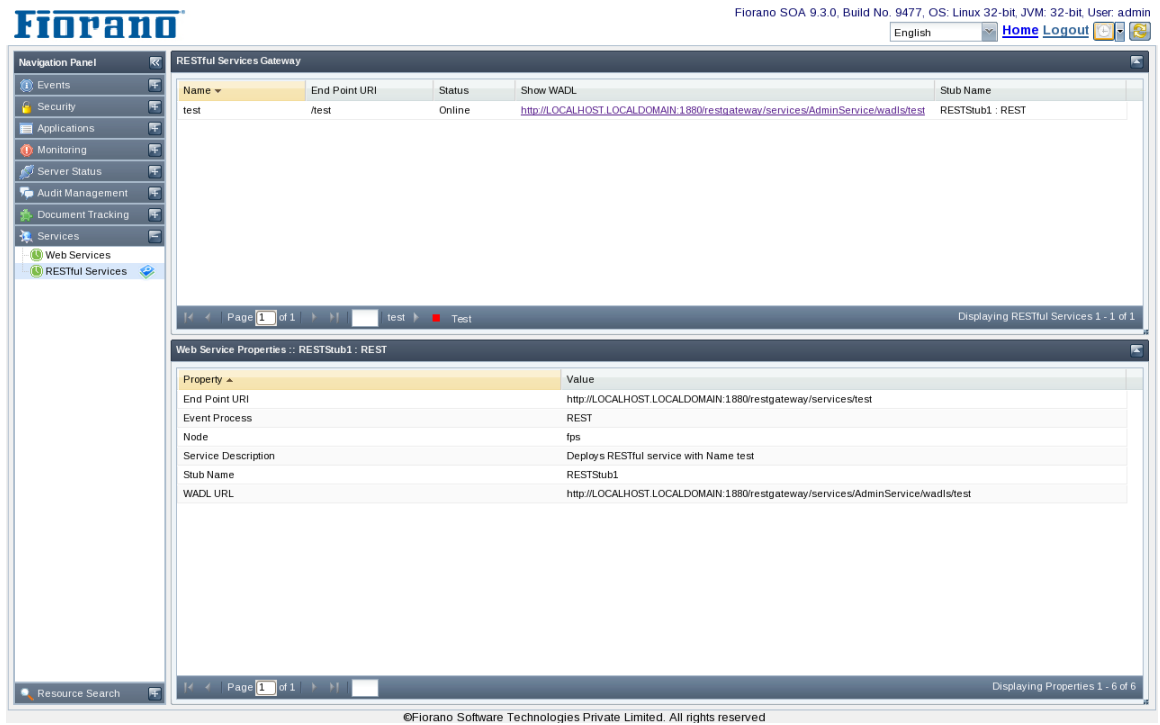 Fiorano
Fiorano SOA 9.3.0, Build No. 9477, OS: Linux 32-bit, JVM: 32-bit, User: admin
English Home Logout
Navigation Panel
Events
Security
Applications
Monitoring
Server Status
Audit Management
Document Tracking
Services
Web Services
RESTful Services
Resource Search
RESTful Services Gateway
Name End Point URI Status Show WADL Stub Name
test /test Online http://LOCALHOST.LOCALDOMAIN:1880/restgateway/services/AdminService/wadls/test RESTStub1 : REST
Page 1 of 1 test Test Displaying RESTful Services 1 - 1 of 1
Web Service Properties :: RESTStub1 : REST
Property Value
End Point URI http://LOCALHOST.LOCALDOMAIN:1880/restgateway/services/test
Event Process REST
Node fps
Service Description Deploys RESTful service with Name test
Stub Name RESTStub1
WADL URL http://LOCALHOST.LOCALDOMAIN:1880/restgateway/services/AdminService/wadls/test
Page 1 of 1 Displaying Properties 1 - 6 of 6
©Fiorano Software Technologies Private Limited. All rights reserved